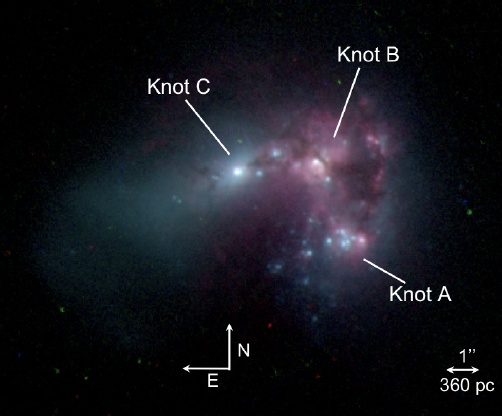 Knot B
Knot C
Knot A
N
E
1"
360 pc